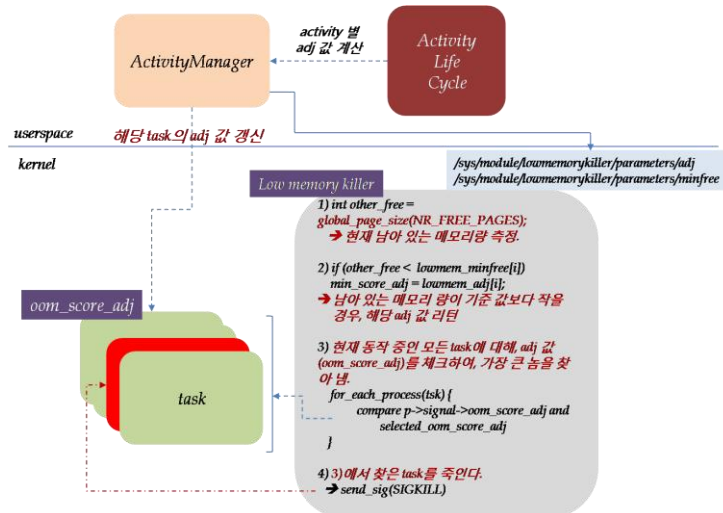 activity 별
adj 값 계산
ActivityManager
Activity
Life
Cycle
userspace
해당 task의 adj 값 갱신
kernel
/sys/module/lowmemorykiller/parameters/adj
/sys/module/lowmemorykiller/parameters/minfree
Low memory killer
1) int other_free =
global_page_size(NR_FREE_PAGES);
➔ 현재 남아 있는 메모리량 측정.
2) if (other_free < lowmem_minfree[i])
min_score_adj = lowmem_adj[i];
➔ 남아 있는 메모리 량이 기준 값보다 작을
경우, 해당 adj 값 리턴
oom_score_adj
task
3) 현재 동작 중인 모든 task에 대해, adj 값
(oom_score_adj)를 체크하여, 가장 큰 놈을 찾
아 냄.
for_each_process(tsk) {
compare p->signal->oom_score_adj and
selected_oom_score_adj
}
4) 3)에서 찾은 task를 죽인다.
➔ send_sig(SIGKILL)